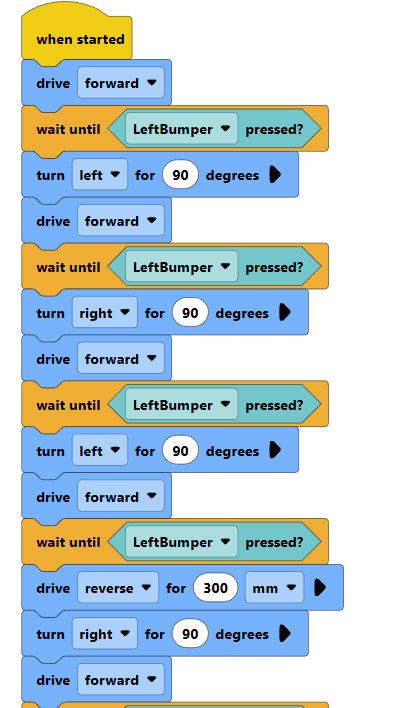 when started
drive forward
wait until LeftBumper pressed?
turn left for 90 degrees
drive forward
wait until LeftBumper pressed?
turn right for 90 degrees
drive forward
wait until LeftBumper pressed?
turn left for 90 degrees
drive forward
wait until LeftBumper pressed?
drive reverse for 300 mm
turn right for 90 degrees
drive forward